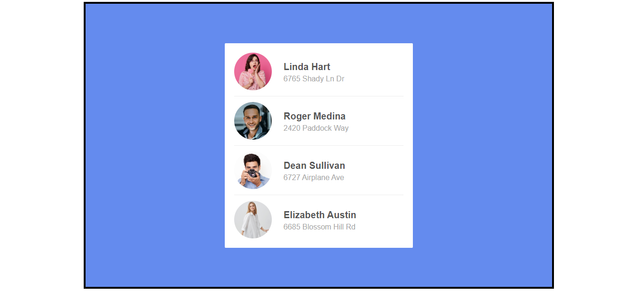 Linda Hart
6765 Shady Ln Dr
Roger Medina
2420 Paddock Way
Dean Sullivan
6727 Airplane Ave
Elizabeth Austin
6685 Blossom Hill Rd